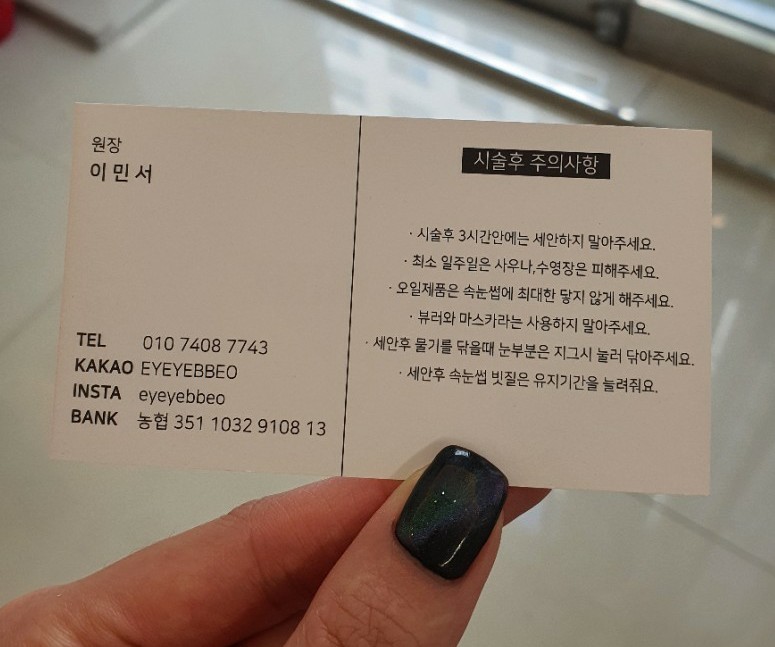 원장
이 민 서
TEL 010 7408 7743
KAKAO EYEYEBBEO
INSTA eyeyebbeo
BANK 농협 351 1032 9108 13
시술후 주의사항
· 시술후 3시간안에는 세안하지 말아주세요.
· 최소 일주일은 사우나,수영장은 피해주세요.
· 오일제품은 속눈썹에 최대한 닿지 않게 해주세요.
· 뷰러와 마스카라는 사용하지 말아주세요.
· 세안후 물기를 닦을때 눈부분은 지그시 눌러 닦아주세요.
· 세안후 속눈썹 빗질은 유지기간을 늘려줘요.